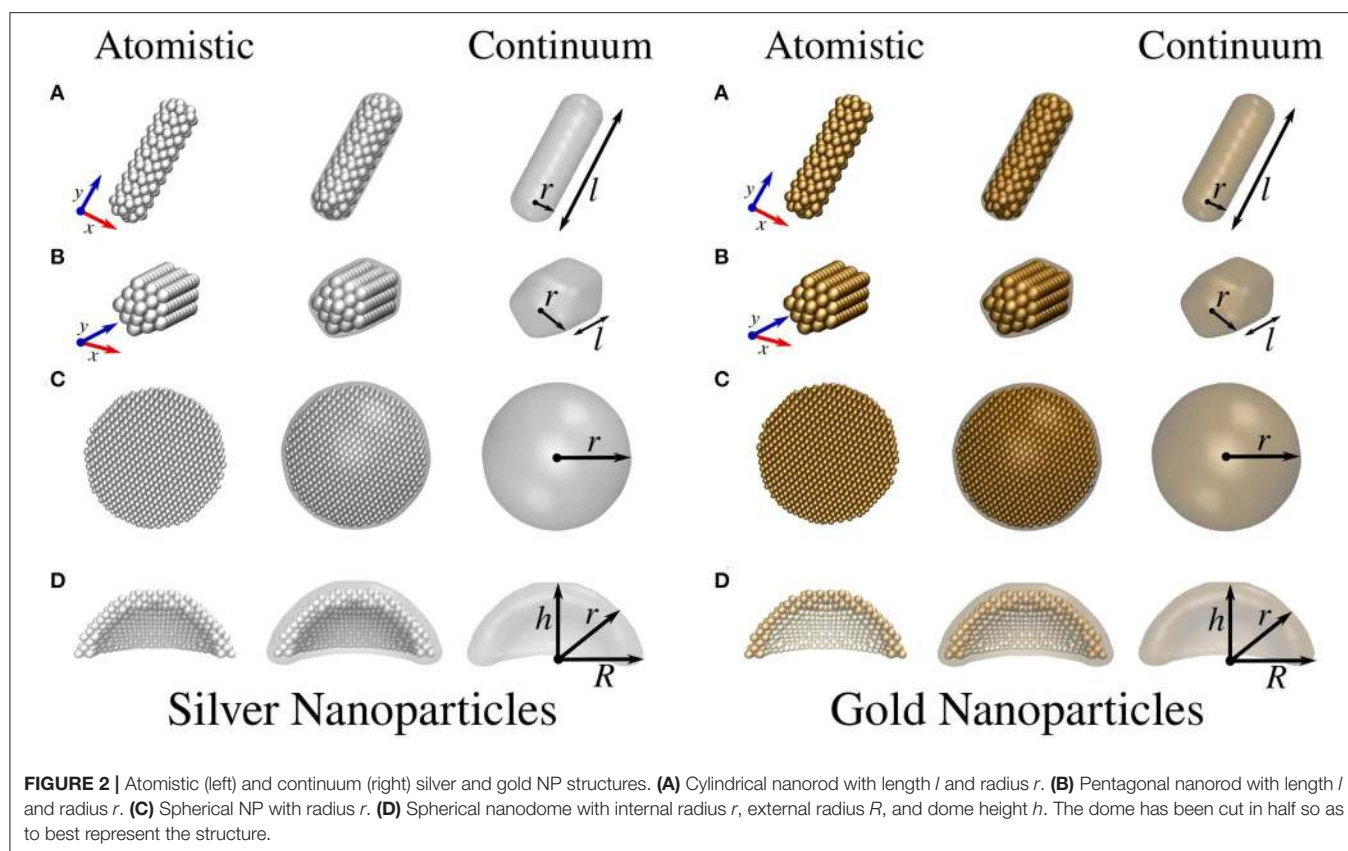 Atomistic Continuum Atomistic Continuum
A A
y x r l y x r l
B B
y x r l y x r l
C C
r r
D D
h r R h r R
Silver Nanoparticles Gold Nanoparticles
FIGURE 2 | Atomistic (left) and continuum (right) silver and gold NP structures. (A) Cylindrical nanorod with length l and radius r. (B) Pentagonal nanorod with length l
and radius r. (C) Spherical NP with radius r. (D) Spherical nanodome with internal radius r, external radius R, and dome height h. The dome has been cut in half so as
to best represent the structure.